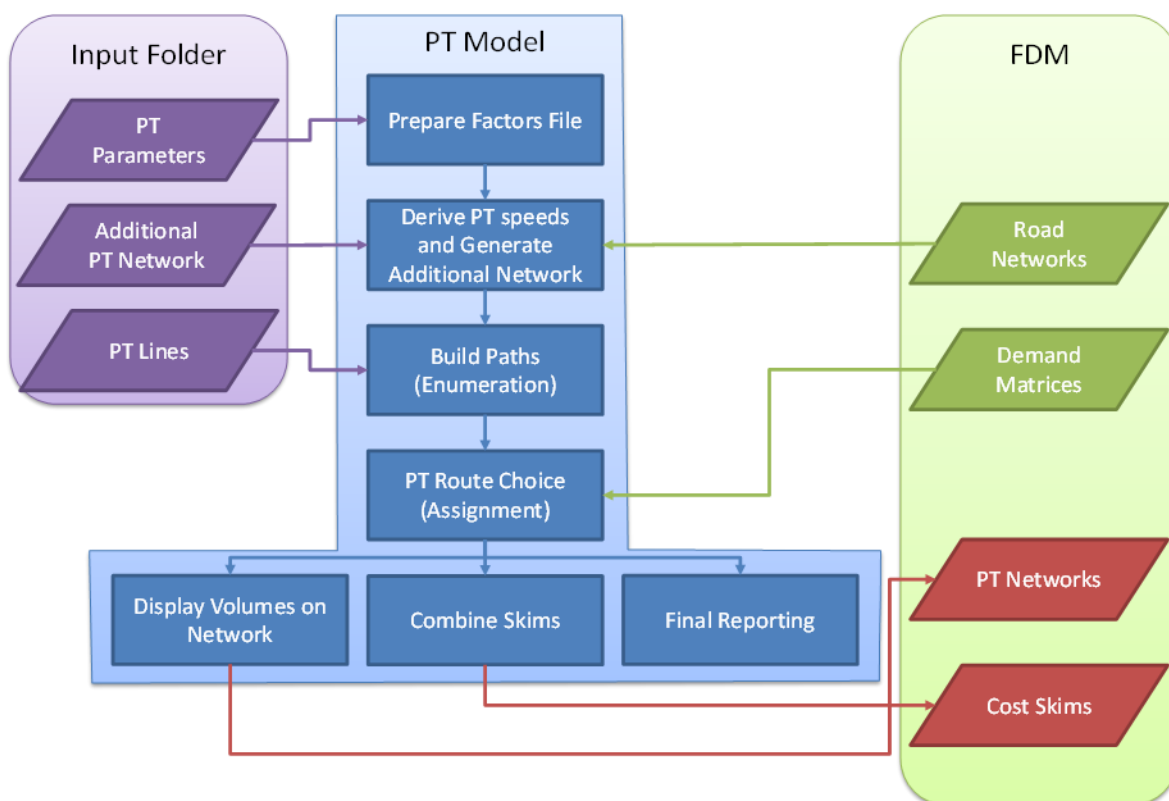 Input Folder
PT
Parameters
Additional
PT Network
PT Lines
PT Model
Prepare Factors File
Derive PT speeds
and Generate
Additional Network
Build Paths
(Enumeration)
PT Route Choice
(Assignment)
Display Volumes on
Network
Combine Skims
Final Reporting
FDM
Road
Networks
Demand
Matrices
PT Networks
Cost Skims